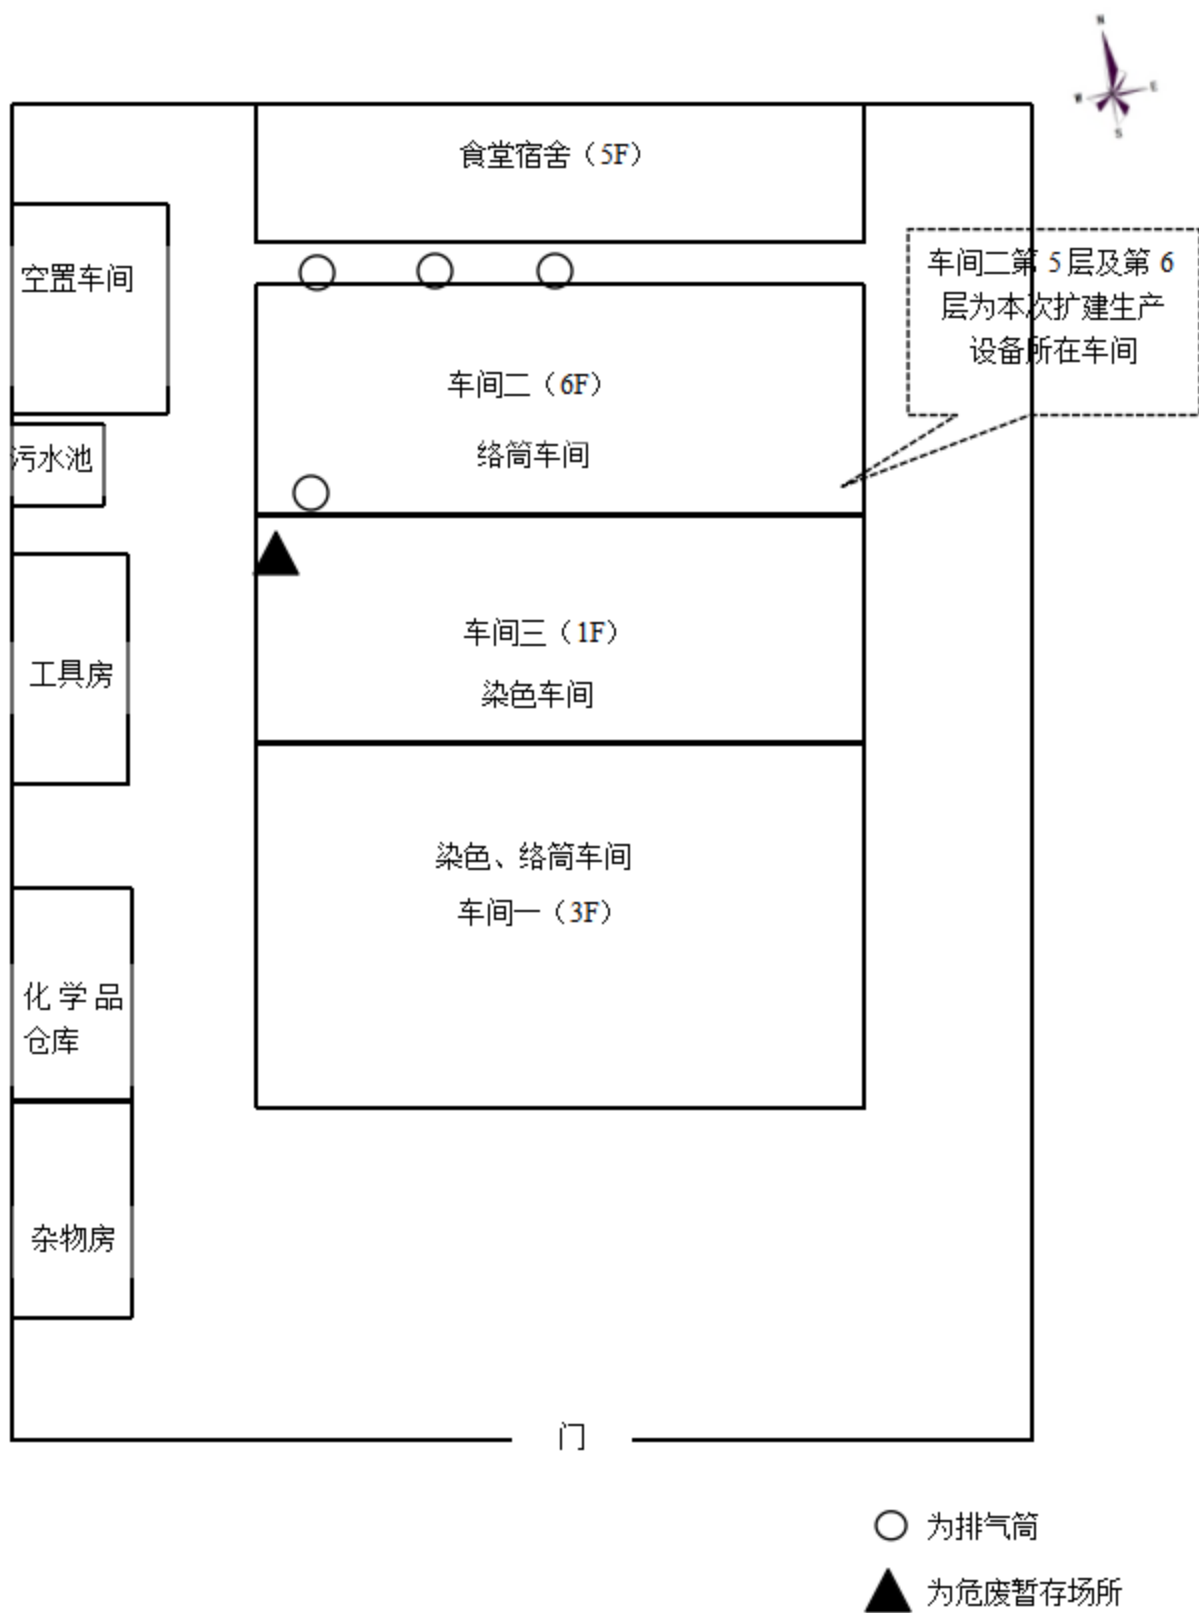 N
W
E
S
食堂宿舍（5F）
空置车间
车间二第 5 层及第 6
层为本次扩建生产
设备所在车间
车间二（6F）
络筒车间
污水池
车间三（1F）
染色车间
工具房
染色、络筒车间
车间一（3F）
化学品
仓库
杂物房
门
为排气筒
为危废暂存场所